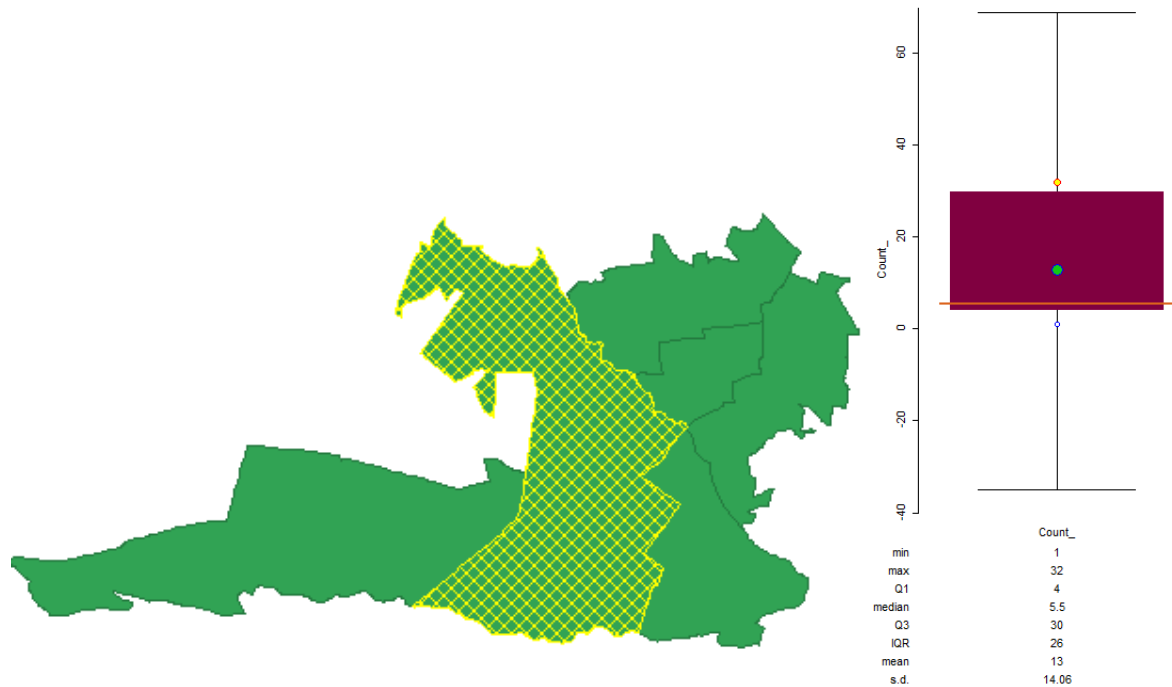 60
40
20
0
-20
-40
Count_
Count_
min 1
max 32
Q1 4
median 5.5
Q3 30
IQR 26
mean 13
s.d. 14.06